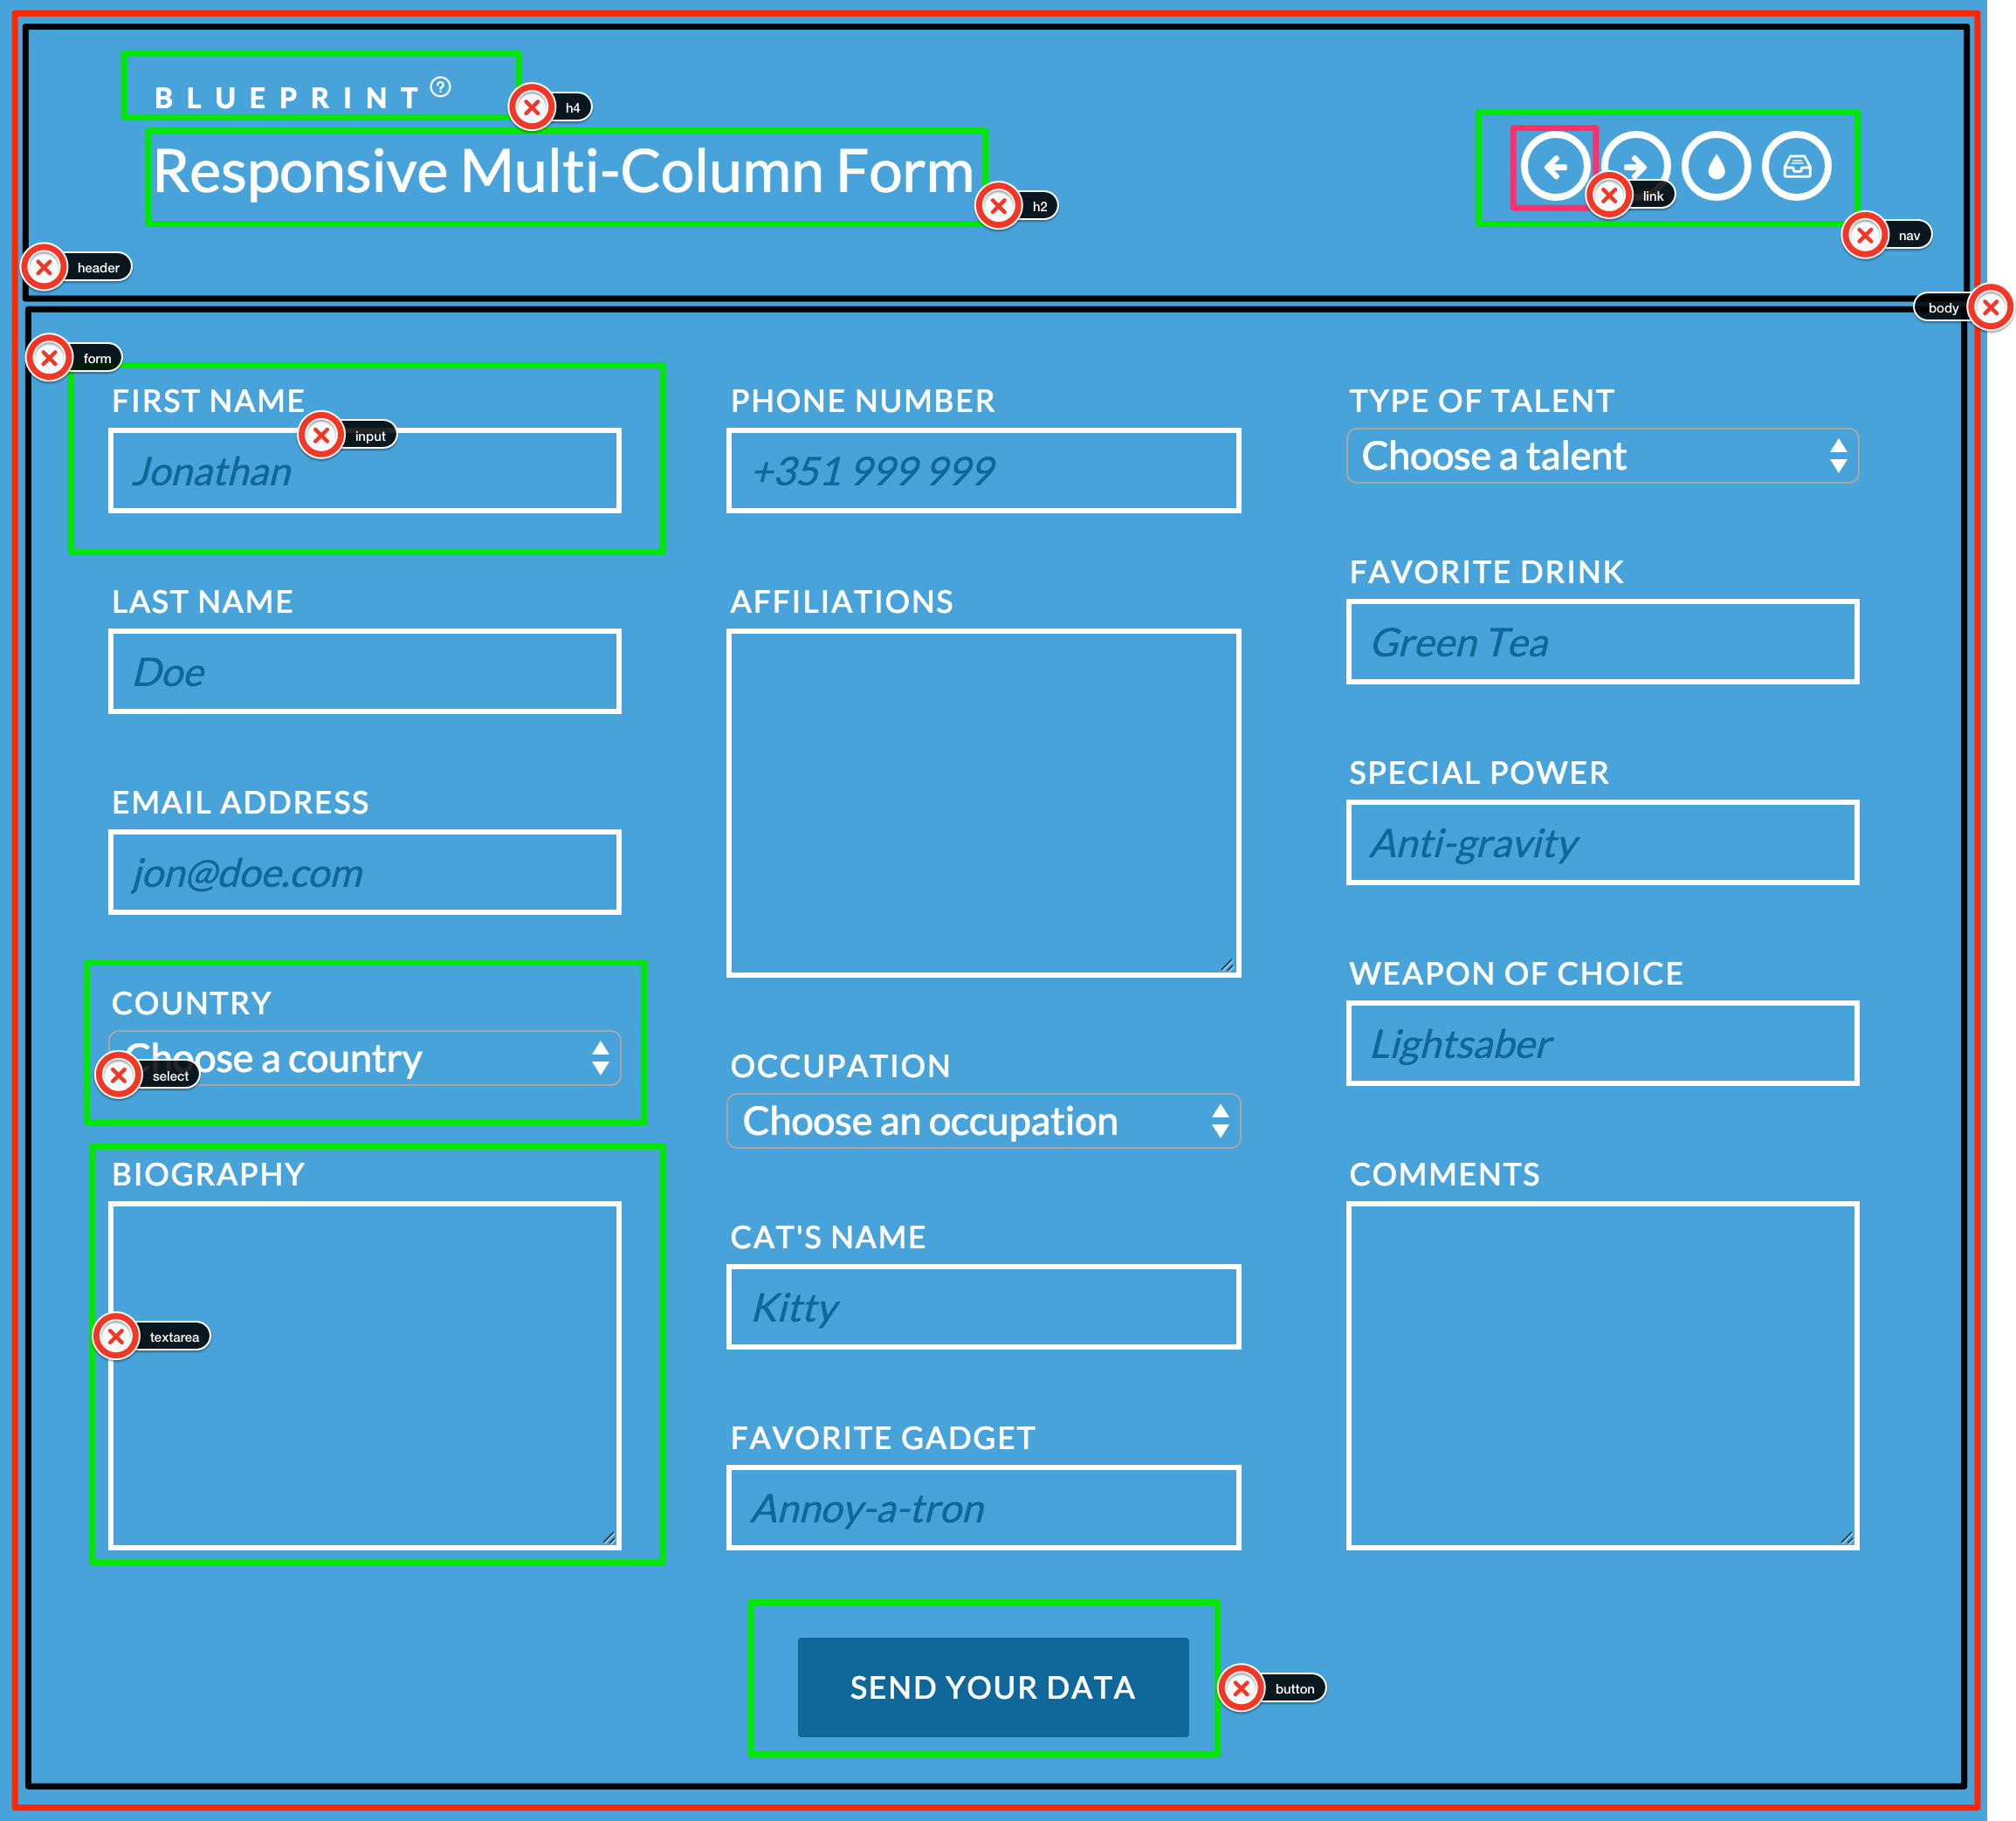 BLUEPRINT
h4
Responsive Multi-Column Form
h2
link
nav
header
body
form
FIRST NAME
input
Jonathan
LAST NAME
Doe
EMAIL ADDRESS
jon@doe.com
COUNTRY
Choose a country
select
BIOGRAPHY
textarea
PHONE NUMBER
+351 999 999
AFFILIATIONS
OCCUPATION
Choose an occupation
CAT'S NAME
Kitty
FAVORITE GADGET
Annoy-a-tron
TYPE OF TALENT
Choose a talent
FAVORITE DRINK
Green Tea
SPECIAL POWER
Anti-gravity
WEAPON OF CHOICE
Lightsaber
COMMENTS
SEND YOUR DATA
button